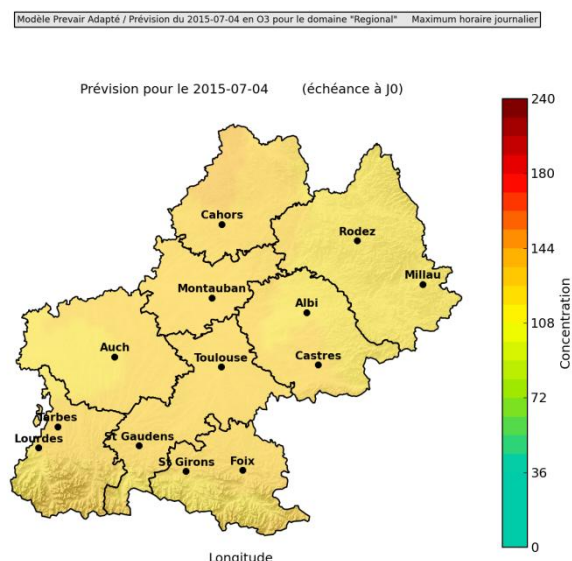 Modèle Prevair Adapté / Prévision du 2015-07-04 en O3 pour le domaine "Regional" Maximum horaire journalier
Prévision pour le 2015-07-04 (échéance à J0)
240
180
144
108
72
36
0
Concentration
Cahors
Rodez
Millau
Montauban
Albi
Auch
Toulouse
Castres
Tarbes
Lourdes
St Gaudens
St Girons
Foix
Longitude